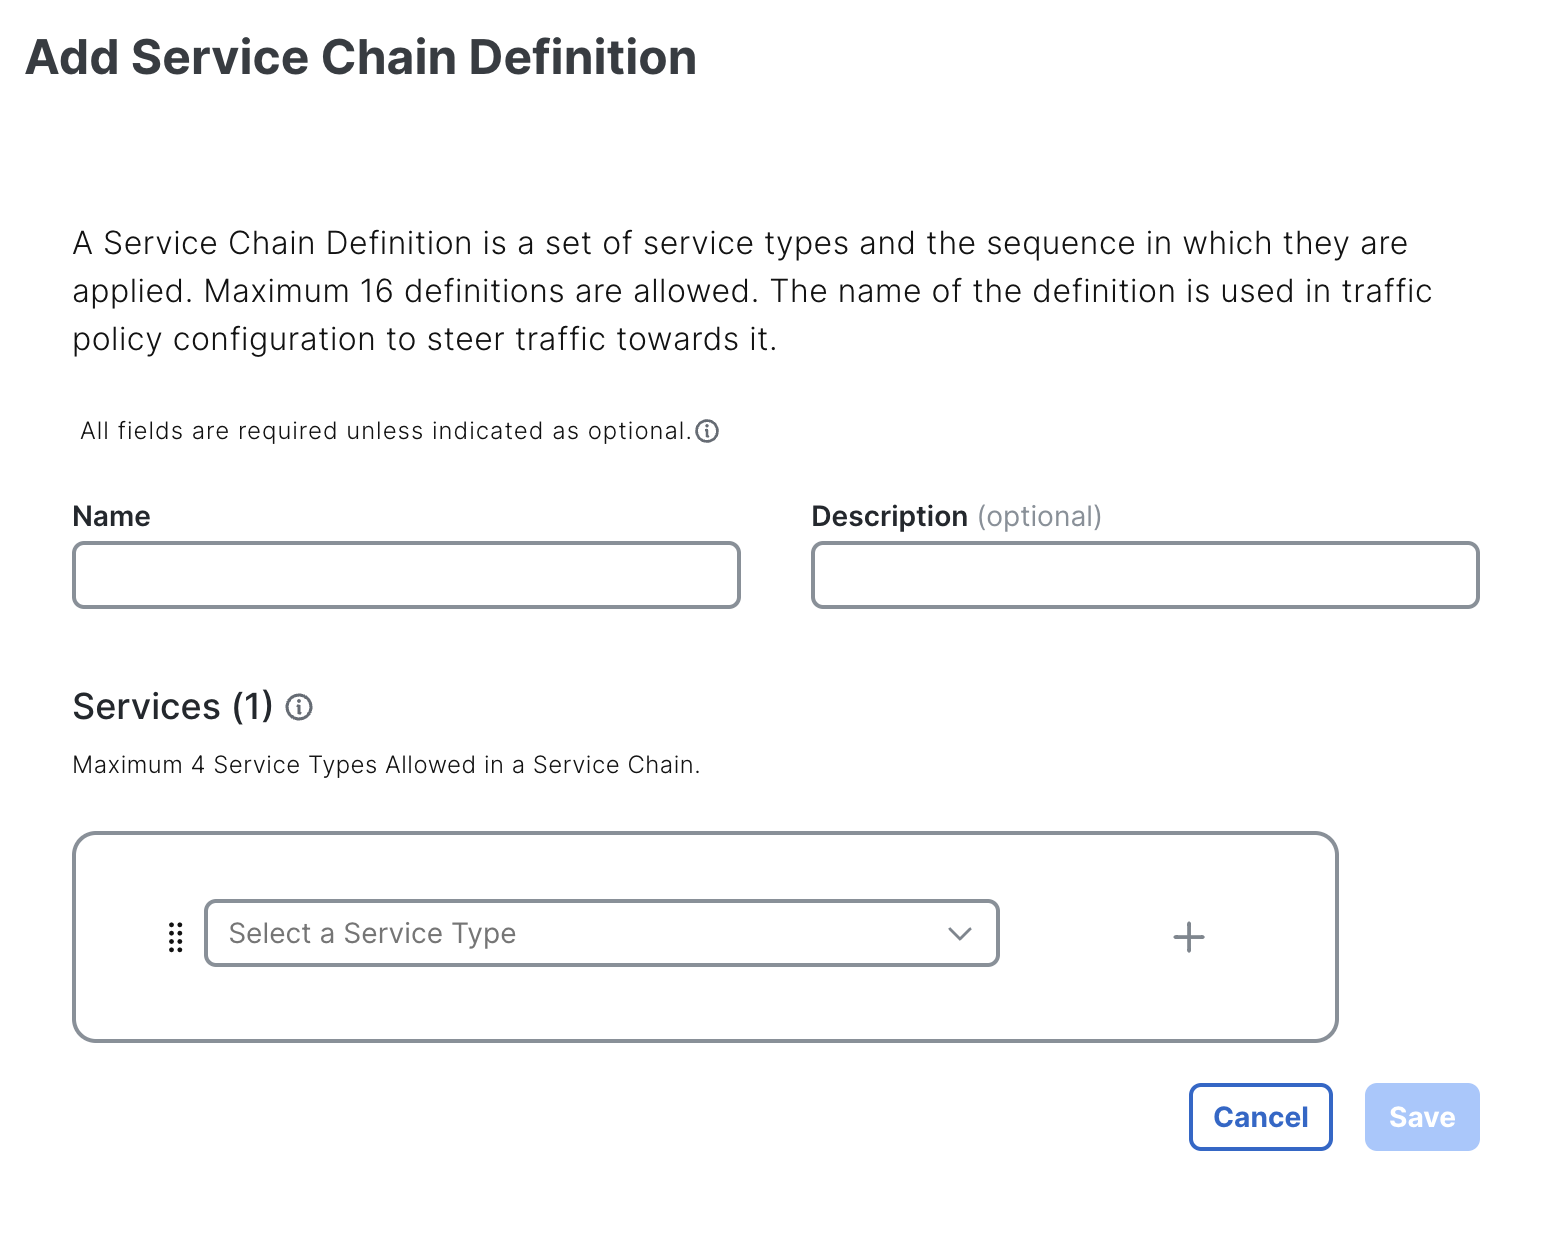 Add Service Chain Definition
A Service Chain Definition is a set of service types and the sequence in which they are
applied. Maximum 16 definitions are allowed. The name of the definition is used in traffic
policy configuration to steer traffic towards it.
All fields are required unless indicated as optional.
Name
Description (optional)
Services (1)
Maximum 4 Service Types Allowed in a Service Chain.
Select a Service Type
Cancel
Save